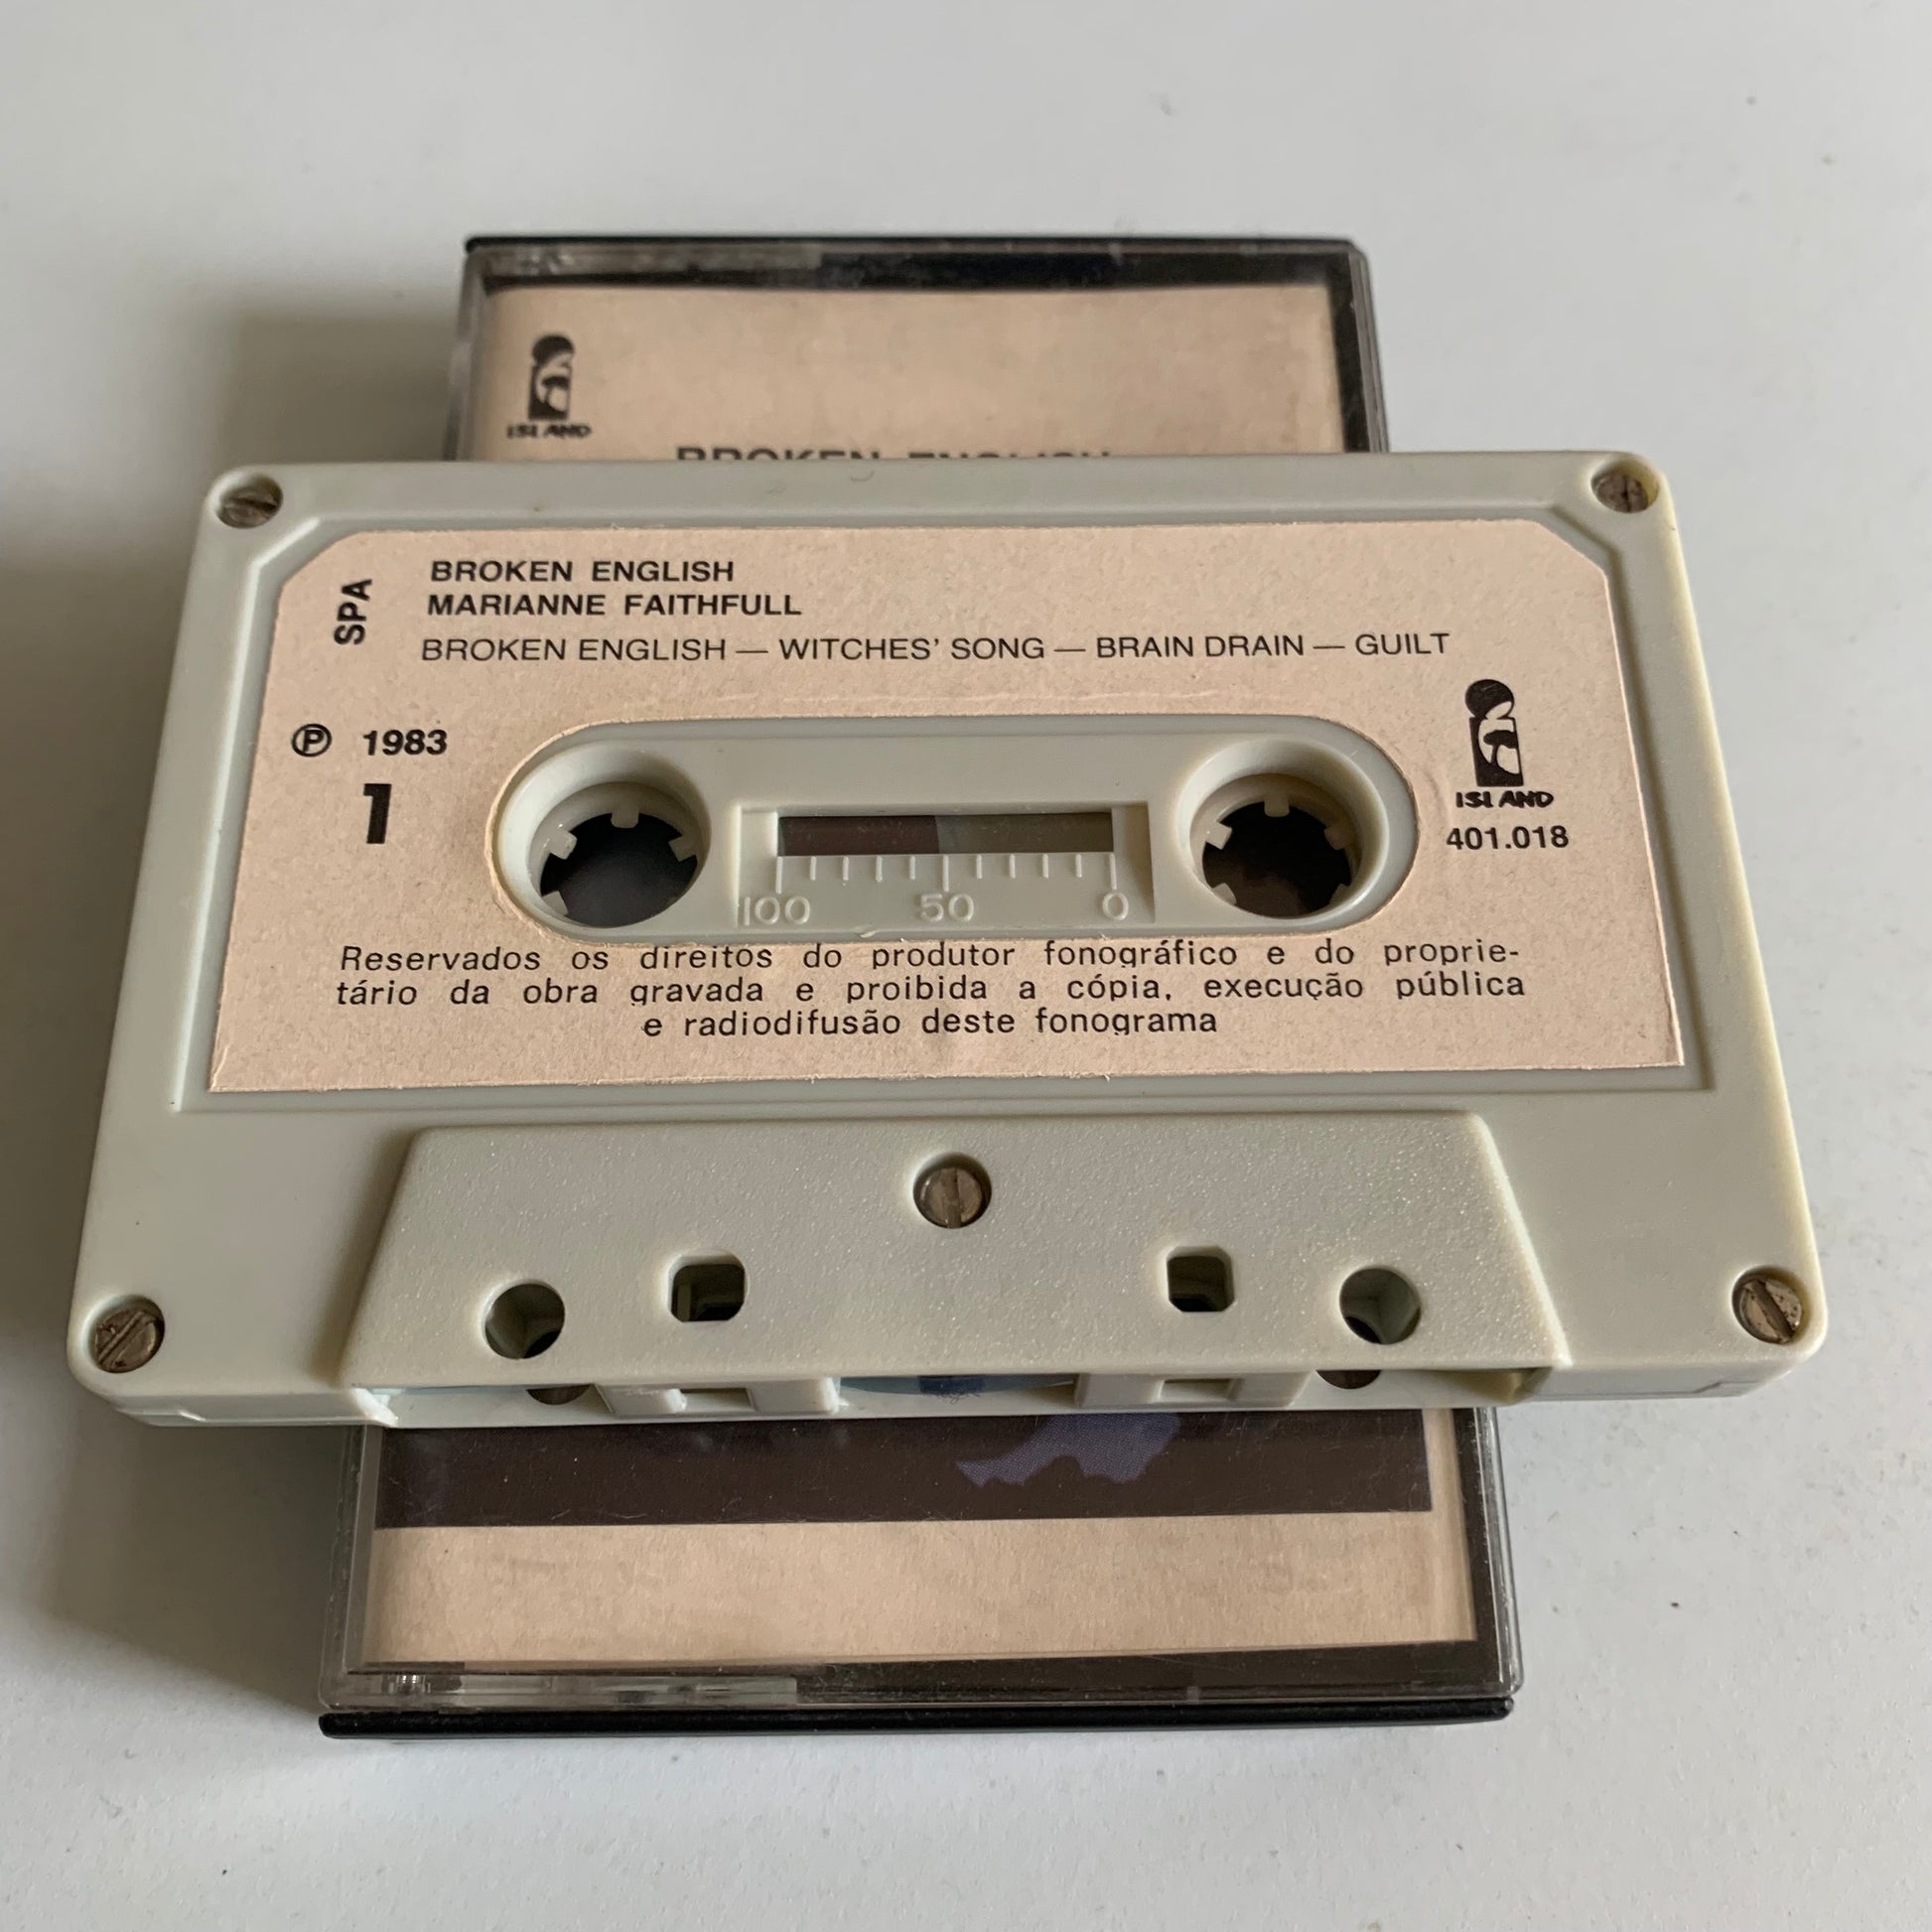 ISLAND
BROKEN ENGLISH
SPA
BROKEN ENGLISH
MARIANNE FAITHFULL
BROKEN ENGLISH — WITCHES' SONG — BRAIN DRAIN — GUILT
Ⓟ 1983
1
ISLAND
401.018
100 50 0
Reservados os direitos do produtor fonográfico e do proprie-
tário da obra gravada e proibida a cópia, execução pública
e radiodifusão deste fonograma